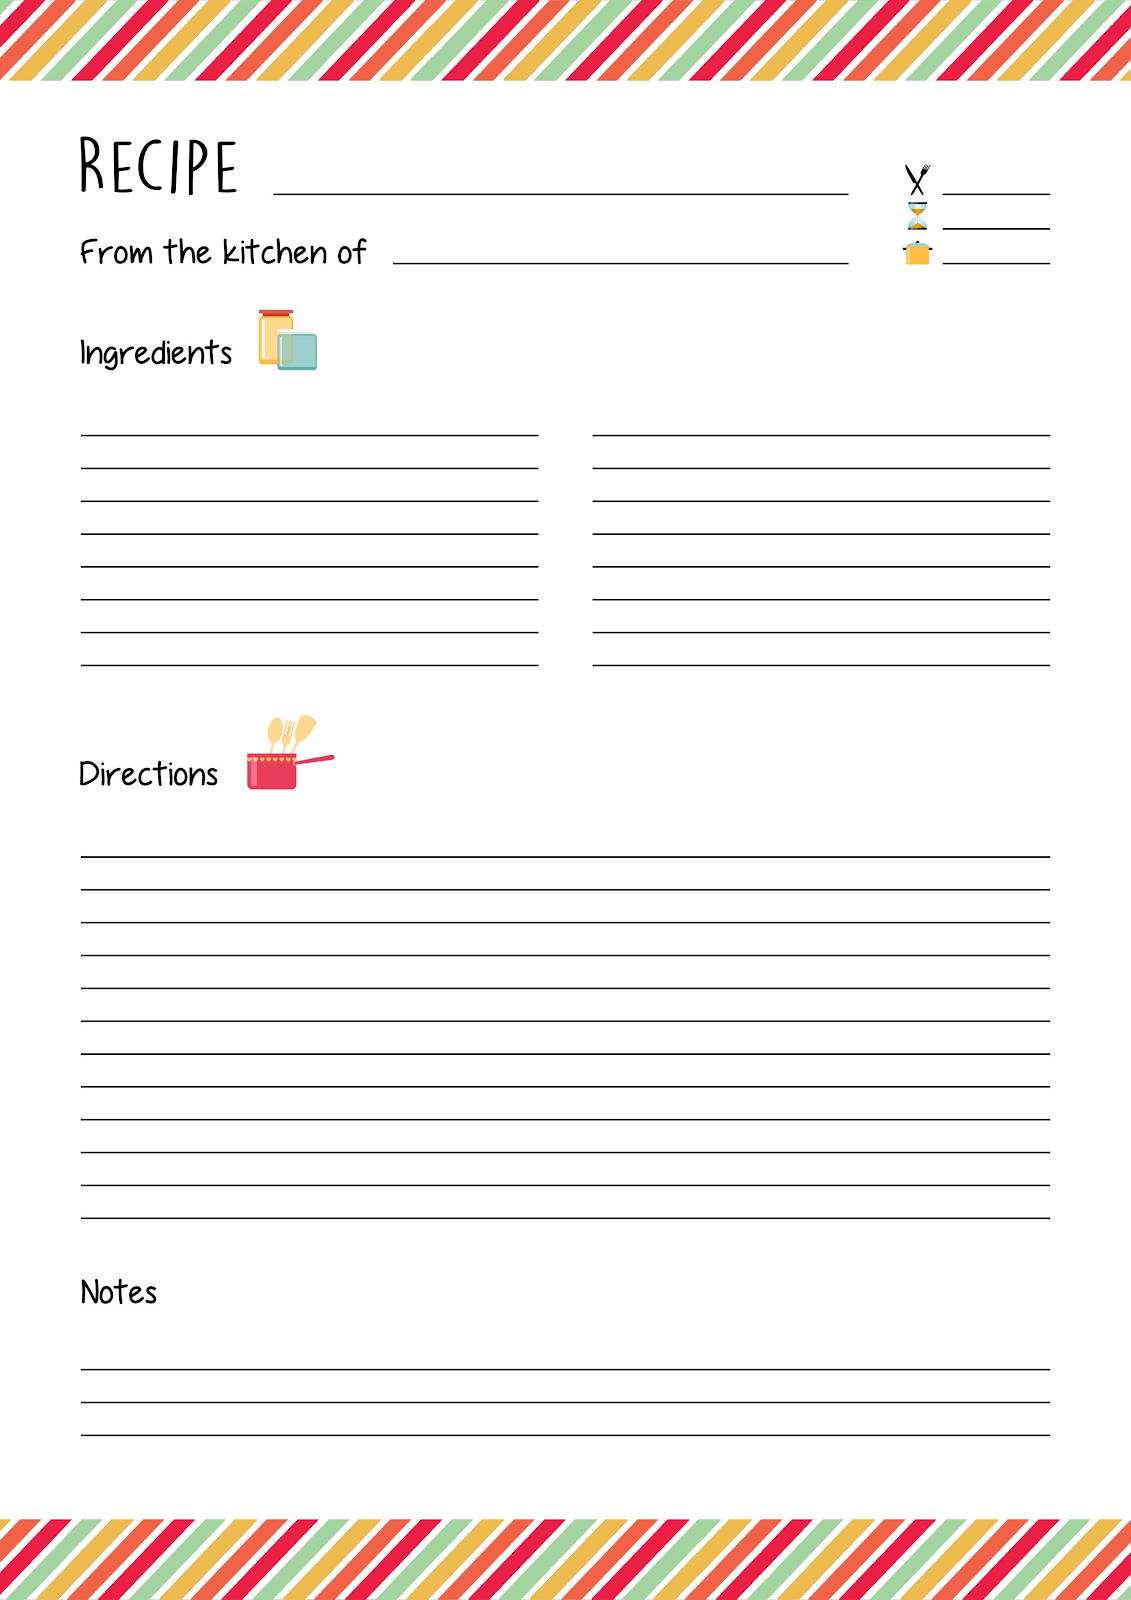 RECIPE
From the kitchen of
Ingredients
Directions
Notes